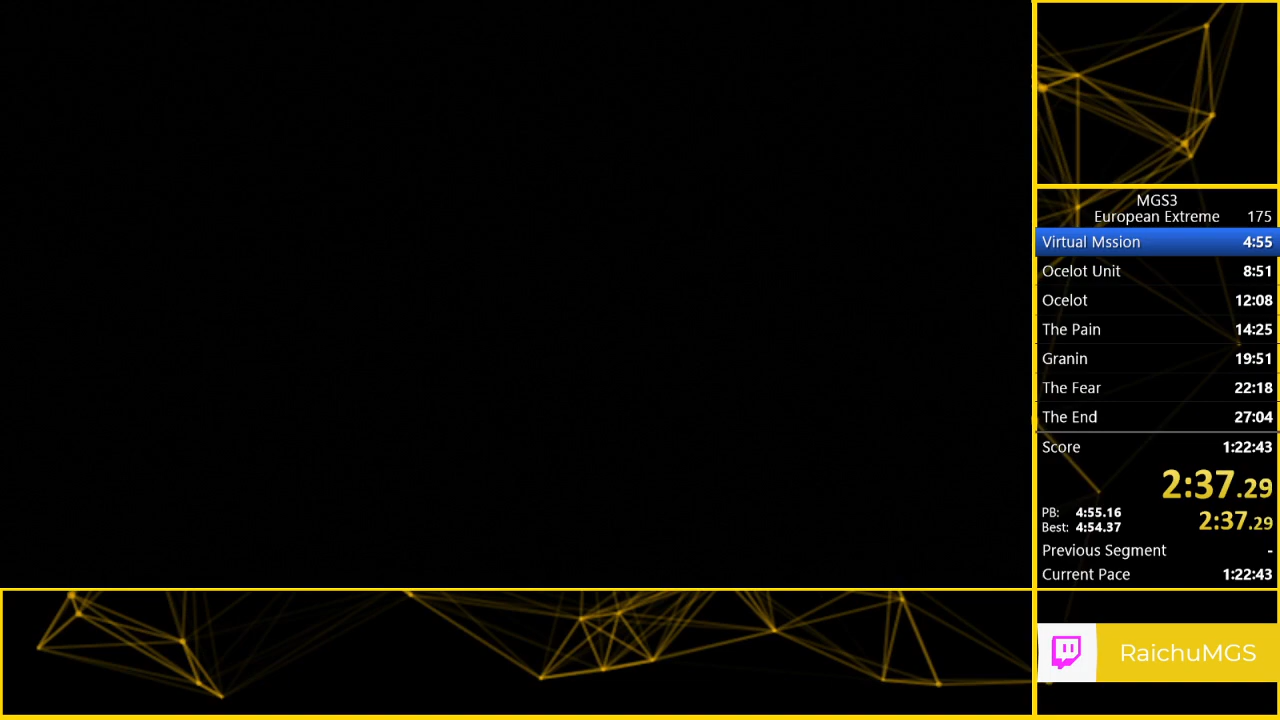 MGS3
European Extreme 175
Virtual Mssion 4:55
Ocelot Unit 8:51
Ocelot 12:08
The Pain 14:25
Granin 19:51
The Fear 22:18
The End 27:04
Score 1:22:43
2:37.29
PB: 4:55.16
Best: 4:54.37
2:37.29
Previous Segment -
Current Pace 1:22:43
RaichuMGS